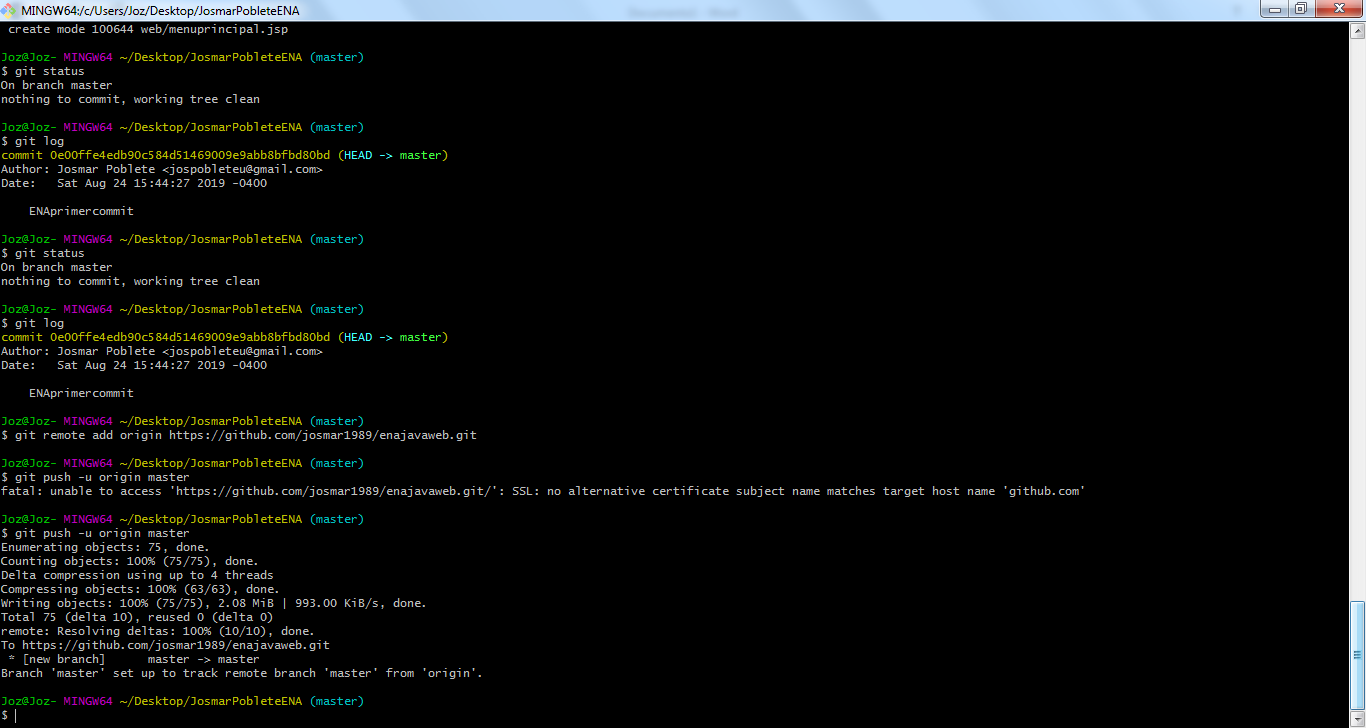 MINGW64:/c/Users/Joz/Desktop/JosmarPobleteENA
create mode 100644 web/menuprincipal.jsp
Joz@Joz- MINGW64 ~/Desktop/JosmarPobleteENA (master)
$ git status
On branch master
nothing to commit, working tree clean
Joz@Joz- MINGW64 ~/Desktop/JosmarPobleteENA (master)
$ git log
commit 0e00ffe4edb90c584d51469009e9abb8bfbd80bd (HEAD -> master)
Author: Josmar Poblete <jospobleteu@gmail.com>
Date:   Sat Aug 24 15:44:27 2019 -0400
ENAprimercommit
Joz@Joz- MINGW64 ~/Desktop/JosmarPobleteENA (master)
$ git status
On branch master
nothing to commit, working tree clean
Joz@Joz- MINGW64 ~/Desktop/JosmarPobleteENA (master)
$ git log
commit 0e00ffe4edb90c584d51469009e9abb8bfbd80bd (HEAD -> master)
Author: Josmar Poblete <jospobleteu@gmail.com>
Date:   Sat Aug 24 15:44:27 2019 -0400
ENAprimercommit
Joz@Joz- MINGW64 ~/Desktop/JosmarPobleteENA (master)
$ git remote add origin https://github.com/josmar1989/enajavaweb.git
Joz@Joz- MINGW64 ~/Desktop/JosmarPobleteENA (master)
$ git push -u origin master
fatal: unable to access 'https://github.com/josmar1989/enajavaweb.git/': SSL: no alternative certificate subject name matches target host name 'github.com'
Joz@Joz- MINGW64 ~/Desktop/JosmarPobleteENA (master)
$ git push -u origin master
Enumerating objects: 75, done.
Counting objects: 100% (75/75), done.
Delta compression using up to 4 threads
Compressing objects: 100% (63/63), done.
Writing objects: 100% (75/75), 2.08 MiB | 993.00 KiB/s, done.
Total 75 (delta 10), reused 0 (delta 0)
remote: Resolving deltas: 100% (10/10), done.
To https://github.com/josmar1989/enajavaweb.git
 * [new branch]      master -> master
Branch 'master' set up to track remote branch 'master' from 'origin'.
Joz@Joz- MINGW64 ~/Desktop/JosmarPobleteENA (master)
$